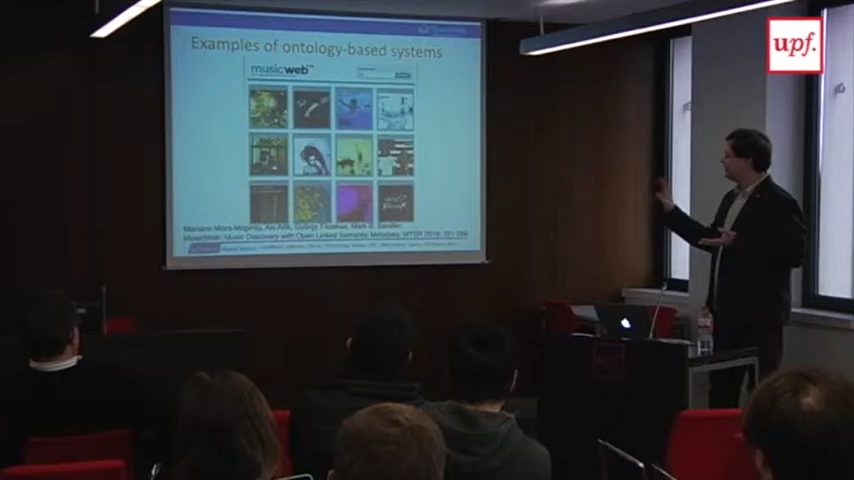 upf.
Examples of ontology-based systems
musicweb
Mariano Mora-Mcginity, Alo Allik, György Fazekas, Mark B. Sandler:
MusicWeb: Music Discovery with Open Linked Semantic Metadata. MTSR 2016: 291-296